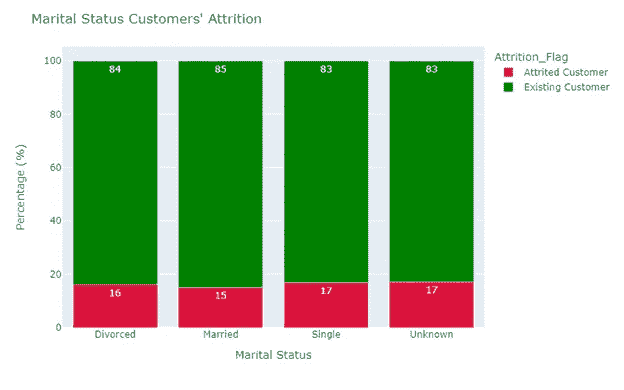 Marital Status Customers' Attrition
Attrition_Flag
Attrited Customer
Existing Customer
Percentage (%)
100
80
60
40
20
0
84
85
83
83
16
15
17
17
Divorced
Married
Single
Unknown
Marital Status